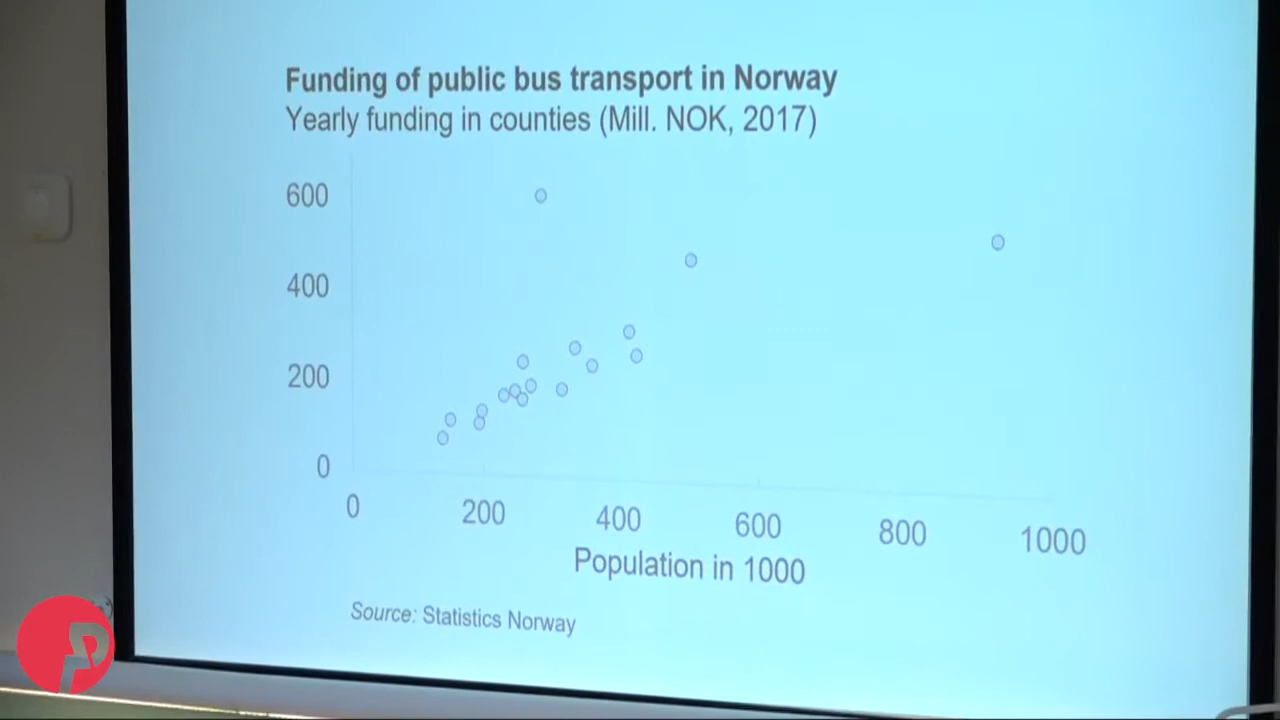 Funding of public bus transport in Norway
Yearly funding in counties (Mill. NOK, 2017)
600
400
200
0
0 200 400 600 800 1000
Population in 1000
Source: Statistics Norway